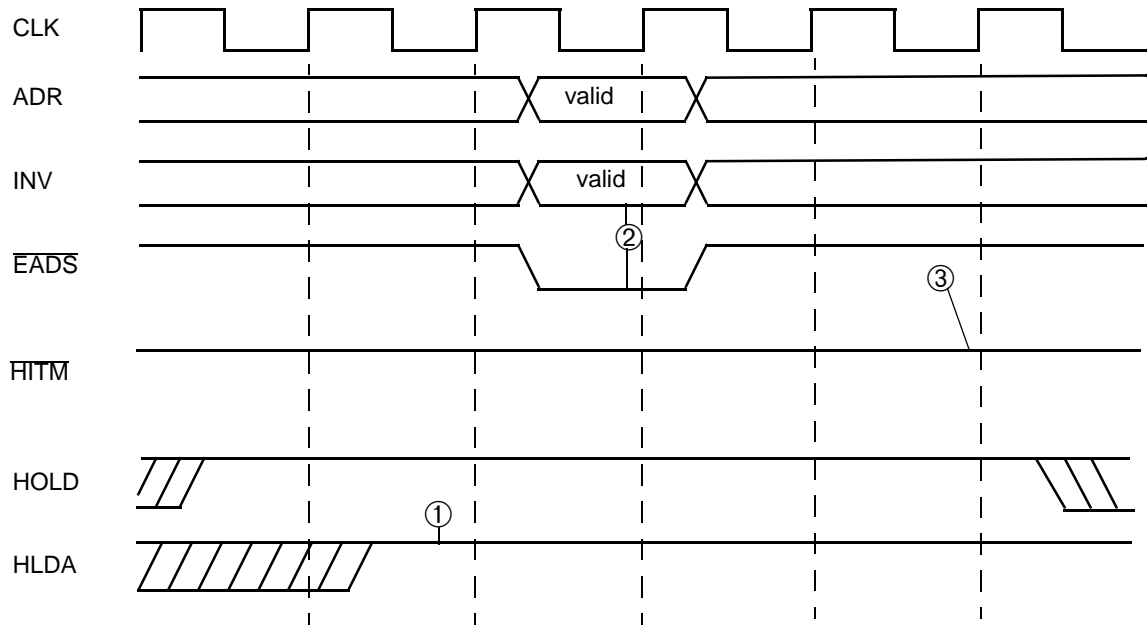 CLK
ADR valid
INV valid
②
EADS
③
HITM
HOLD
①
HLDA